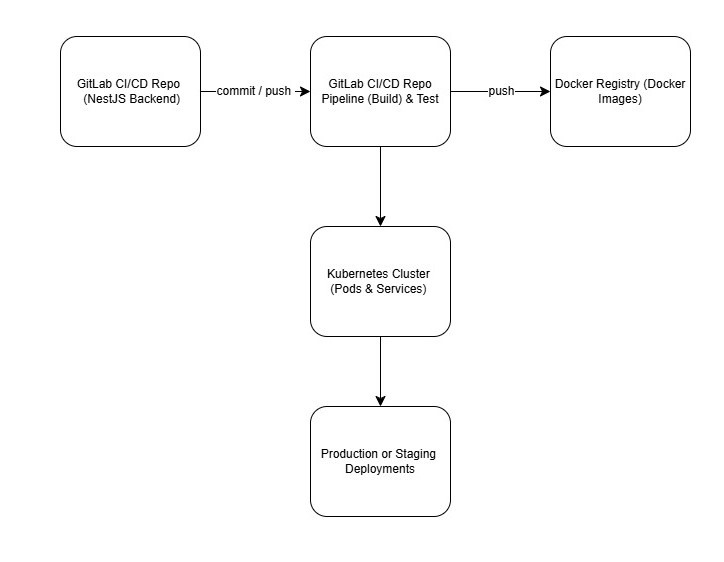 GitLab CI/CD Repo
(NestJS Backend)
commit / push
GitLab CI/CD Repo
Pipeline (Build) & Test
push
Docker Registry (Docker
Images)
Kubernetes Cluster
(Pods & Services)
Production or Staging
Deployments